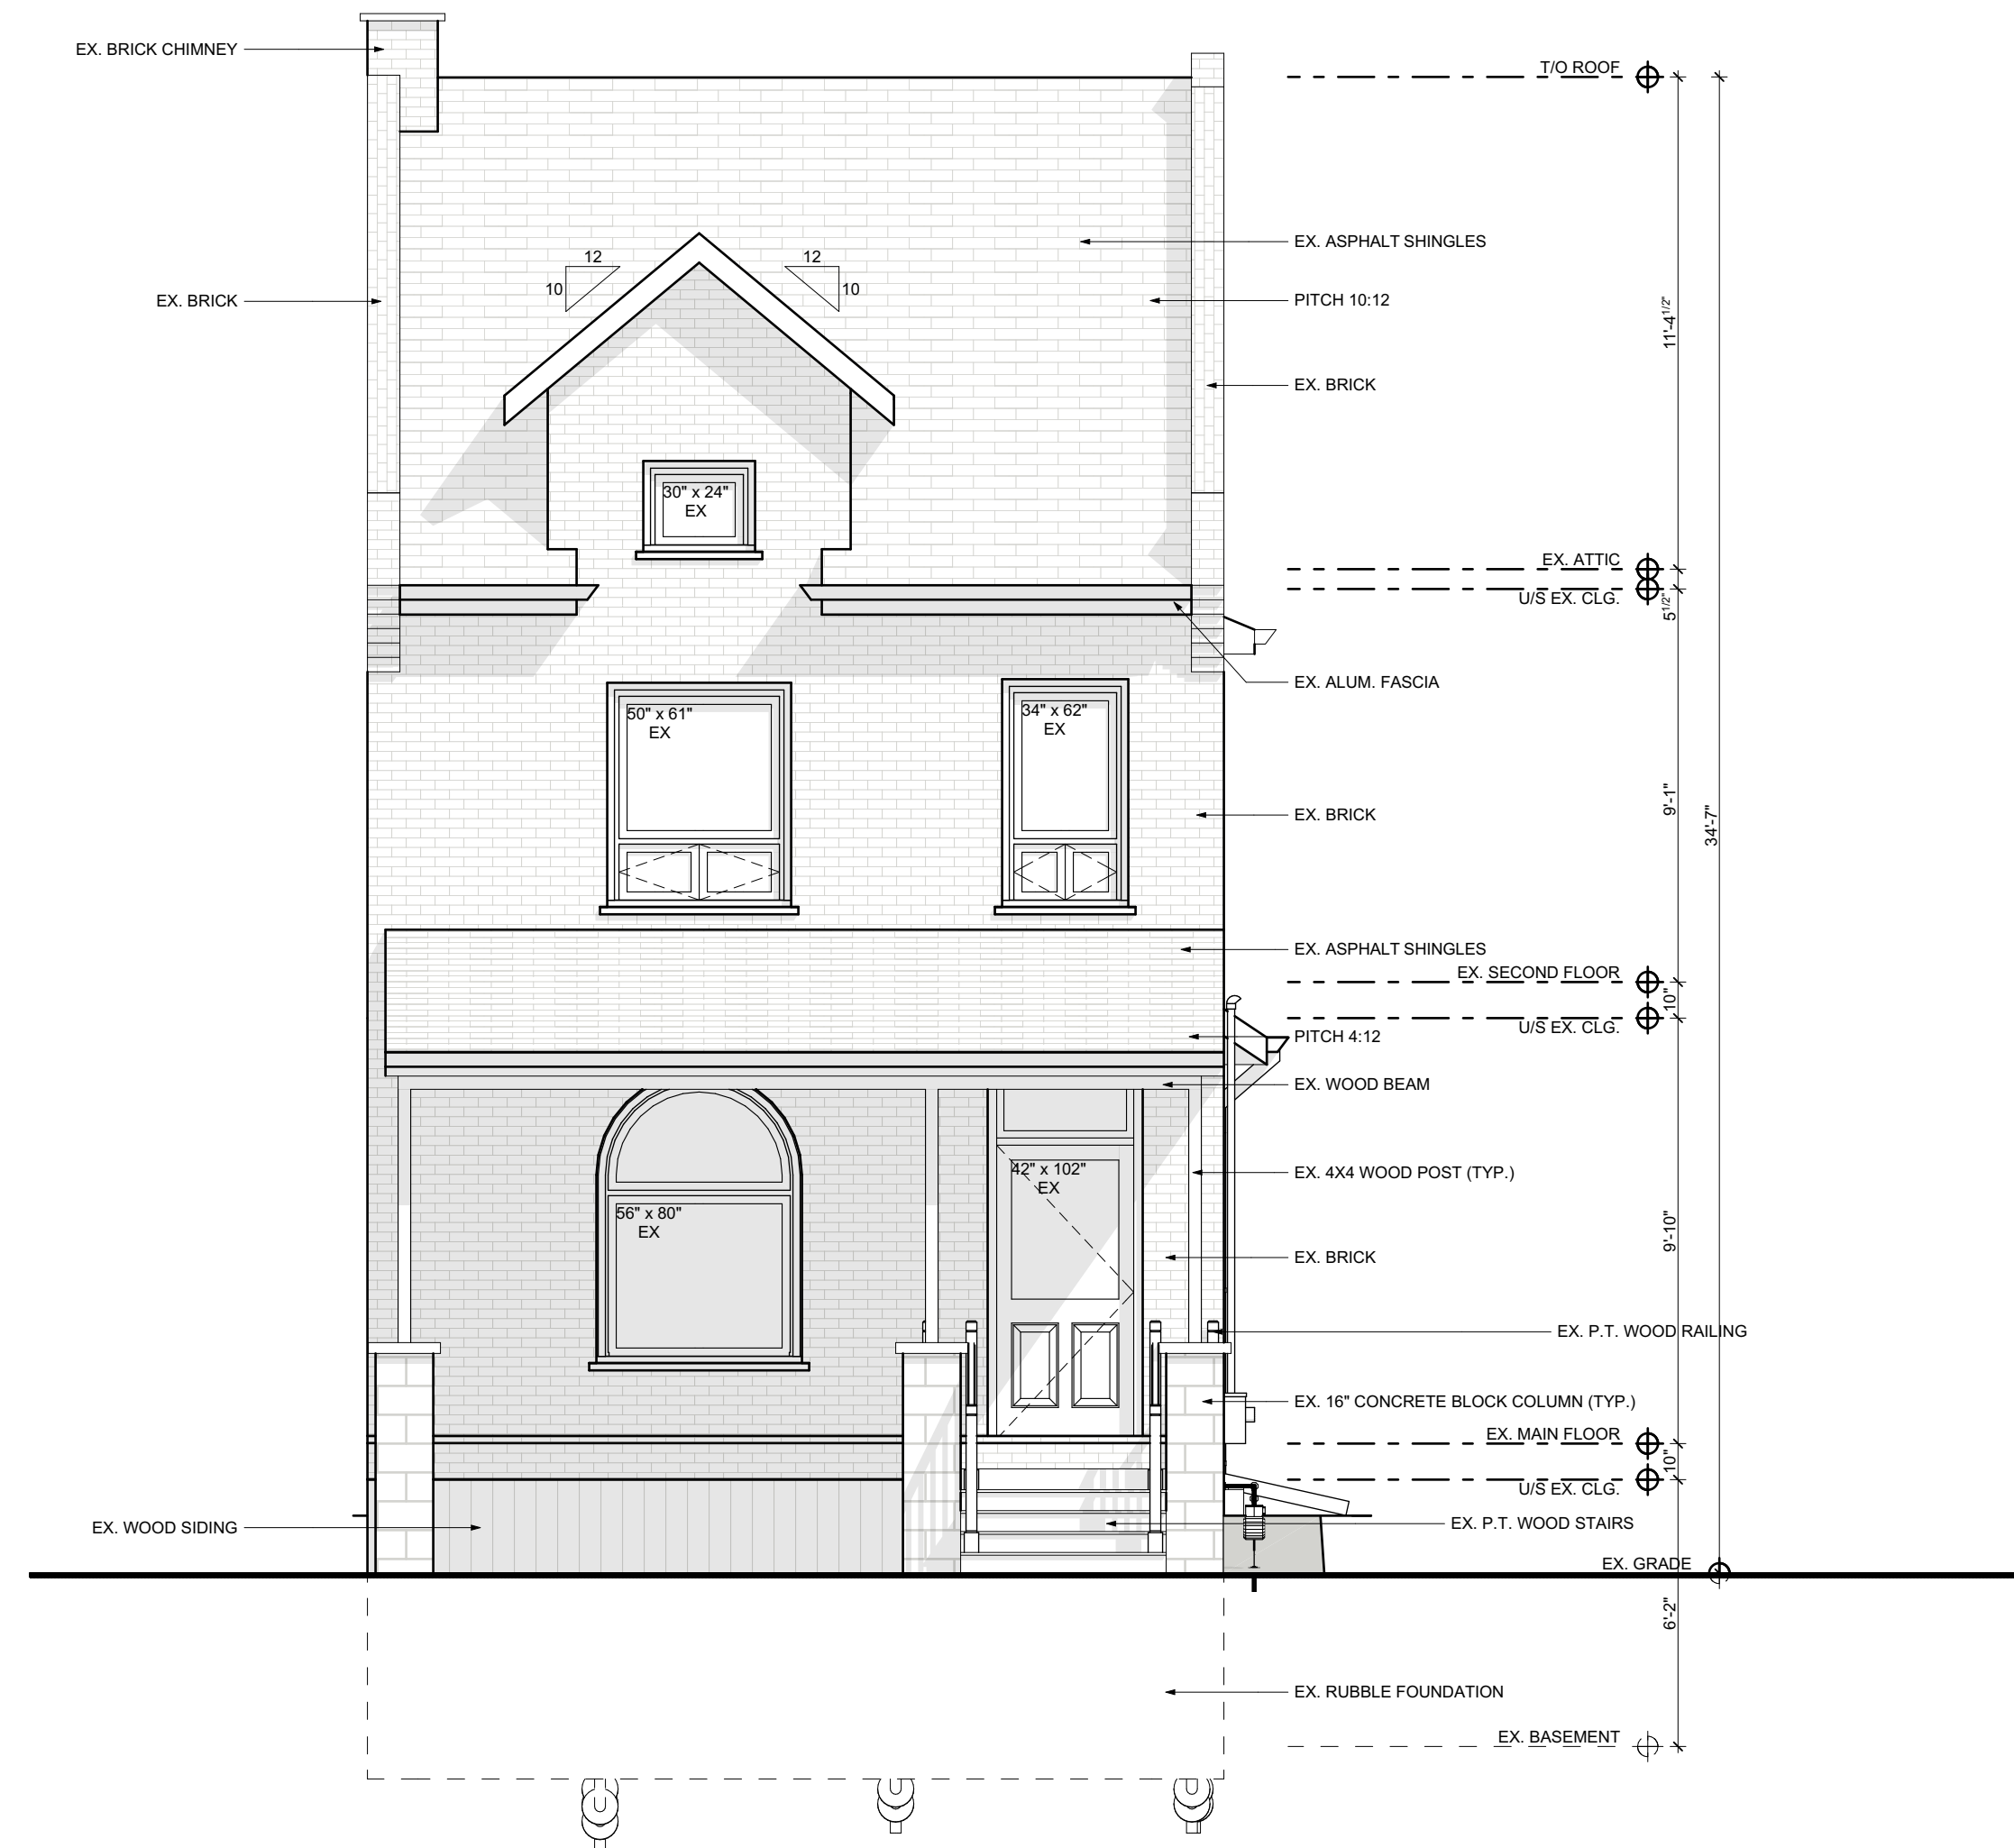 EX. BRICK CHIMNEY
T/O ROOF
EX. ASPHALT SHINGLES
12
12
10
10
EX. BRICK
PITCH 10:12
11'-4 1/2"
EX. BRICK
30" x 24"
EX
EX. ATTIC
U/S EX. CLG.
5 1/2"
EX. ALUM. FASCIA
50" x 61"
EX
34" x 62"
EX
9'-1"
EX. BRICK
34'-7"
EX. ASPHALT SHINGLES
EX. SECOND FLOOR
10"
U/S EX. CLG.
PITCH 4:12
EX. WOOD BEAM
42" x 102"
EX
EX. 4X4 WOOD POST (TYP.)
56" x 80"
EX
9'-10"
EX. BRICK
EX. P.T. WOOD RAILING
EX. 16" CONCRETE BLOCK COLUMN (TYP.)
EX. MAIN FLOOR
10"
U/S EX. CLG.
EX. WOOD SIDING
EX. P.T. WOOD STAIRS
EX. GRADE
6'-2"
EX. RUBBLE FOUNDATION
EX. BASEMENT